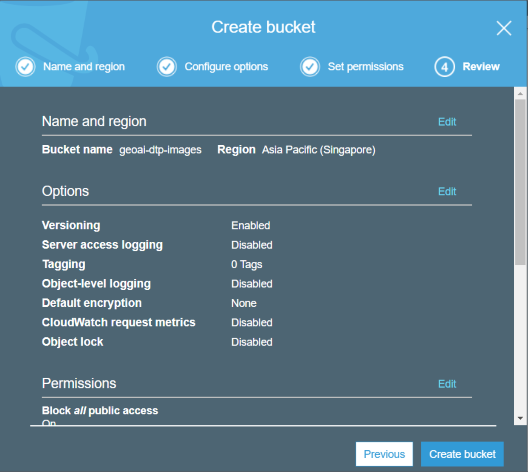 Create bucket
Name and region
Configure options
Set permissions
4 Review
Name and region Edit
Bucket name geoai-dtp-images Region Asia Pacific (Singapore)
Options Edit
Versioning Enabled
Server access logging Disabled
Tagging 0 Tags
Object-level logging Disabled
Default encryption None
CloudWatch request metrics Disabled
Object lock Disabled
Permissions Edit
Block all public access
On
Previous Create bucket